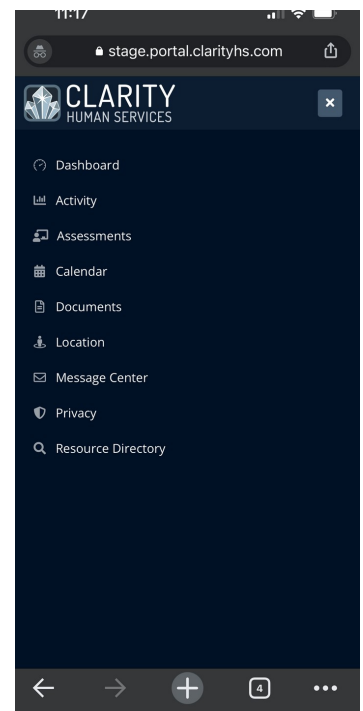 11:17
stage.portal.clarityhs.com
CLARITY
HUMAN SERVICES
Dashboard
Activity
Assessments
Calendar
Documents
Location
Message Center
Privacy
Resource Directory
4